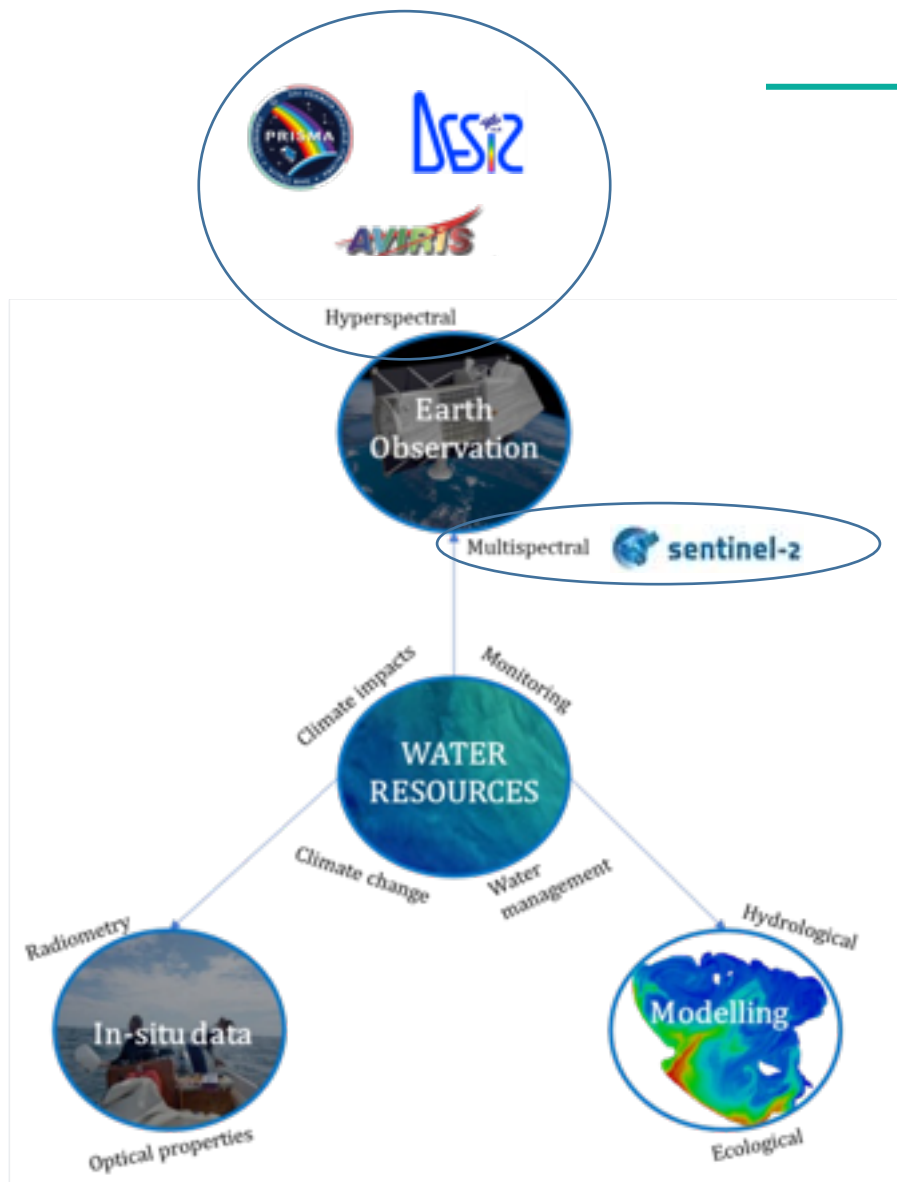 PRISMA
DESIS
AVIRIS
Hyperspectral
Earth
Observation
Multispectral
sentinel-2
Climate impacts
Monitoring
WATER
RESOURCES
Climate change
Water
management
Radiometry
In-situ data
Optical properties
Hydrological
Modelling
Ecological